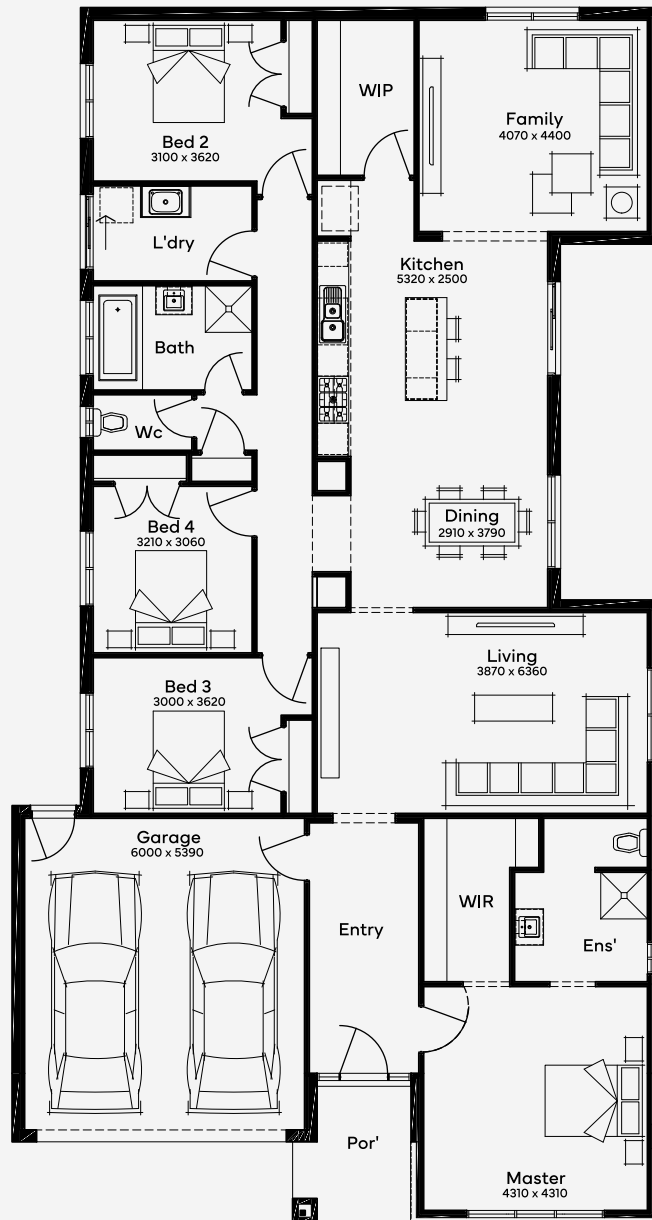 WIP
Family
4070 x 4400
Bed 2
3100 x 3620
L'dry
Kitchen
5320 x 2500
Bath
Wc
Dining
2910 x 3790
Bed 4
3210 x 3060
Living
3870 x 6360
Bed 3
3000 x 3620
Garage
6000 x 5390
WIR
Entry
Ens'
Por'
Master
4310 x 4310